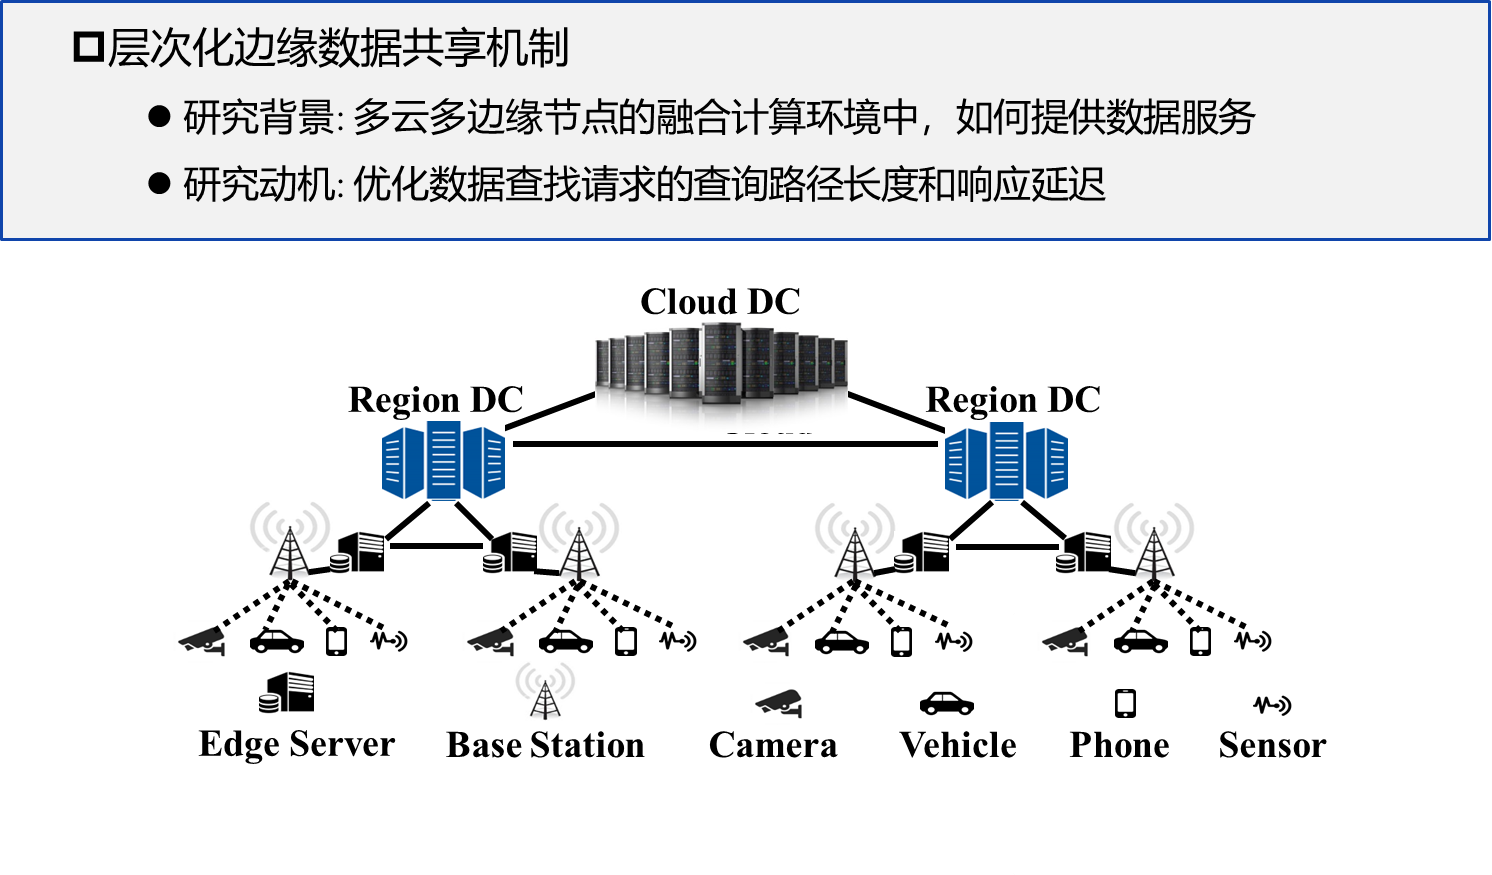 层次化边缘数据共享机制
研究背景: 多云多边缘节点的融合计算环境中，如何提供数据服务
研究动机: 优化数据查找请求的查询路径长度和响应延迟
Cloud DC
Region DC
Region DC
Edge Server
Base Station
Camera
Vehicle
Phone
Sensor